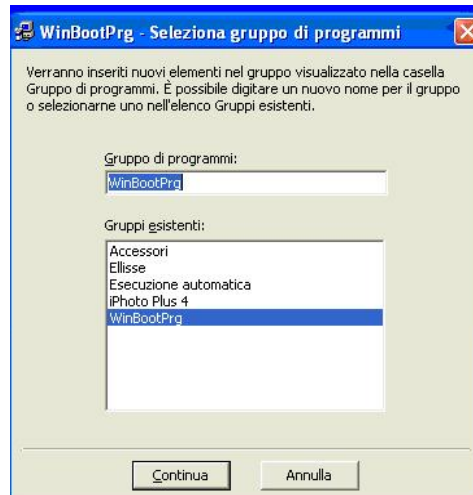 WinBootPrg - Seleziona gruppo di programmi
Verranno inseriti nuovi elementi nel gruppo visualizzato nella casella
Gruppo di programmi. È possibile digitare un nuovo nome per il gruppo
o selezionarne uno nell'elenco Gruppi esistenti.
Gruppo di programmi:
WinBootPrg
Gruppi esistenti:
Accessori
Ellisse
Esecuzione automatica
iPhoto Plus 4
WinBootPrg
Continua
Annulla